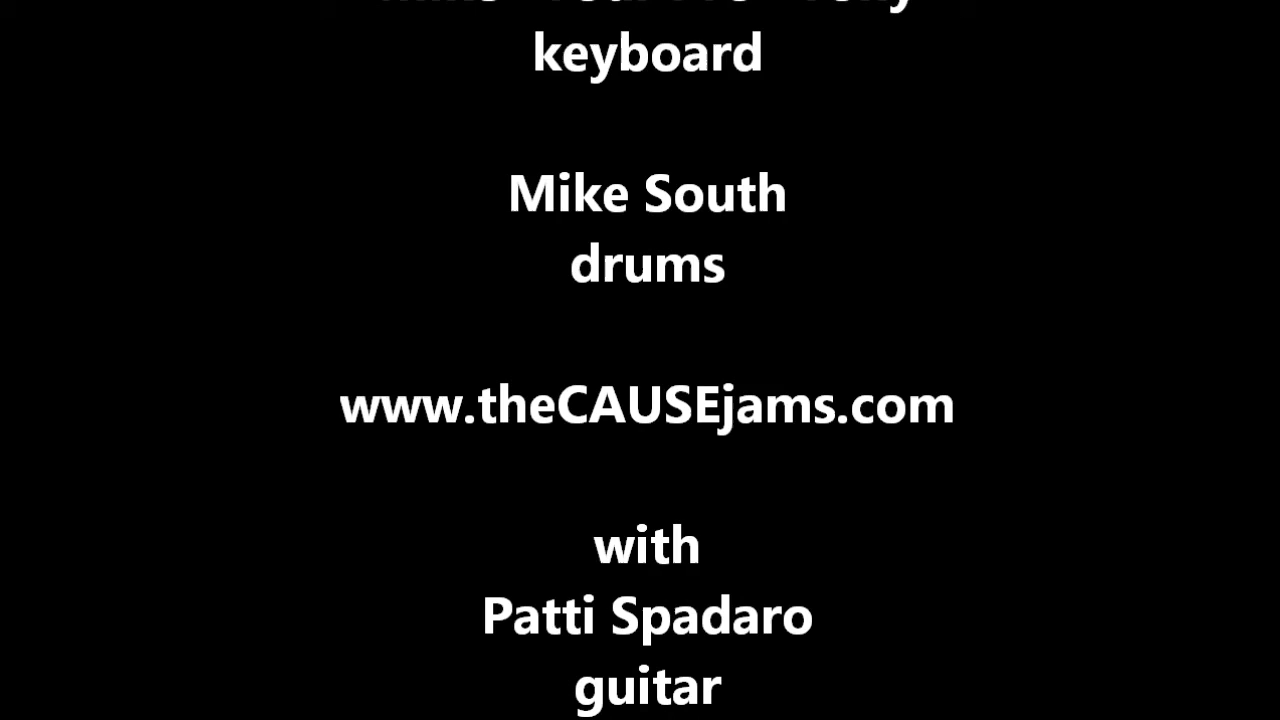 keyboard
Mike South
drums
www.theCAUSEjams.com
with
Patti Spadaro
guitar